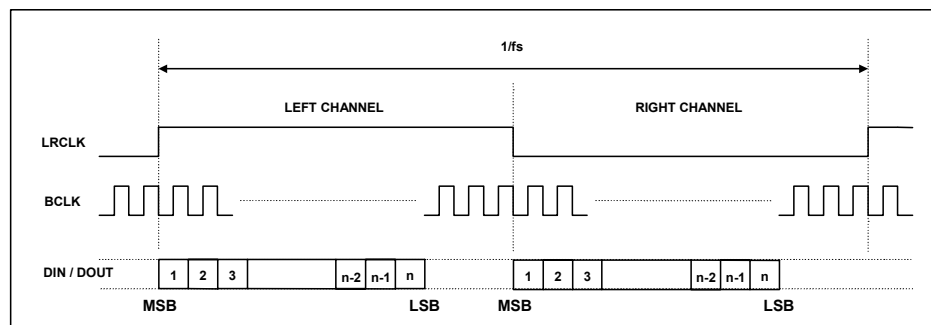 1/fs
LEFT CHANNEL RIGHT CHANNEL
LRCLK
BCLK
DIN / DOUT 1 2 3 n-2 n-1 n 1 2 3 n-2 n-1 n
MSB LSB MSB LSB